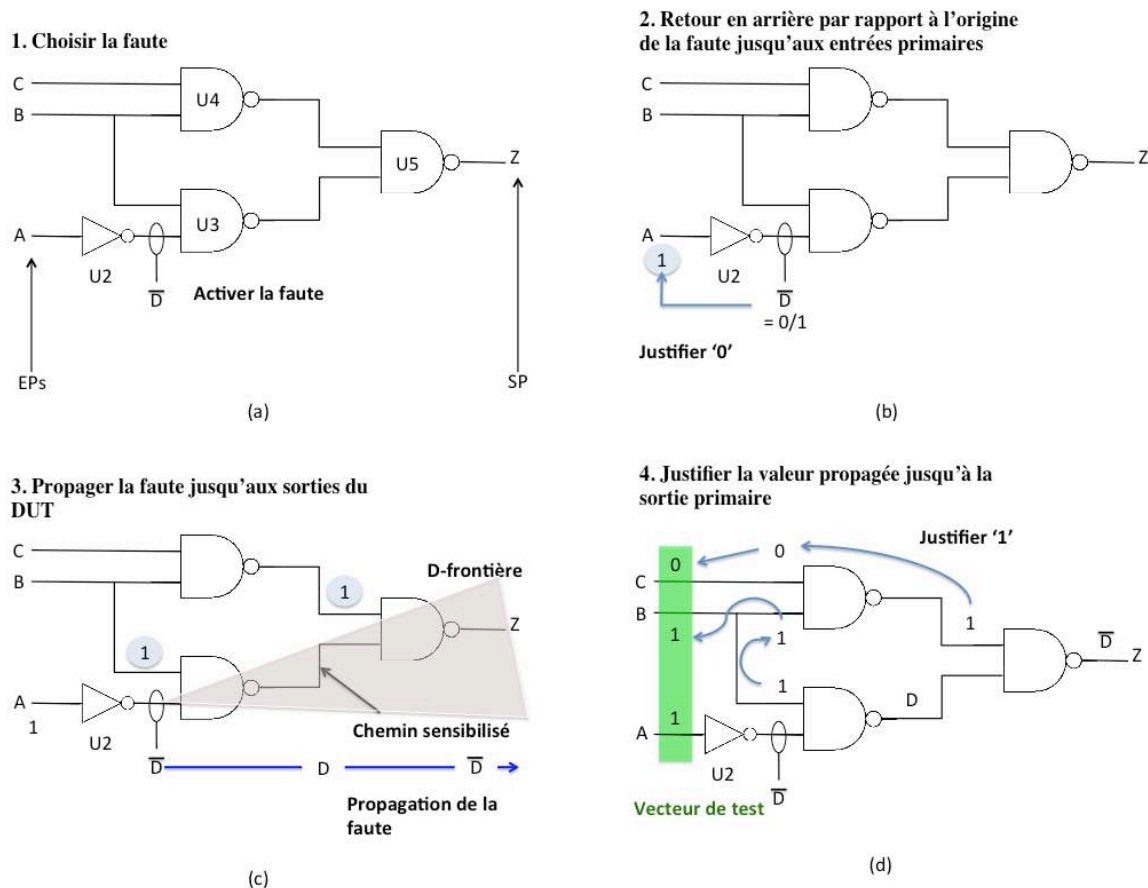 1. Choisir la faute
C
B
U4
U5
Z
U3
A
U2
D̅
Activer la faute
EPs
SP
(a)
2. Retour en arrière par rapport à l’origine
de la faute jusqu’aux entrées primaires
C
B
Z
A
1
U2
D̅
= 0/1
Justifier ‘0’
(b)
3. Propager la faute jusqu’aux sorties du
DUT
C
B
1
D-frontière
Z
1
A
1
U2
Chemin sensibilisé
D̅
D
D̅
Propagation de la
faute
(c)
4. Justifier la valeur propagée jusqu’à la
sortie primaire
Justifier ‘1’
0
0
C
B
1
1
1
D̅
Z
1
D
A
1
U2
D̅
Vecteur de test
(d)